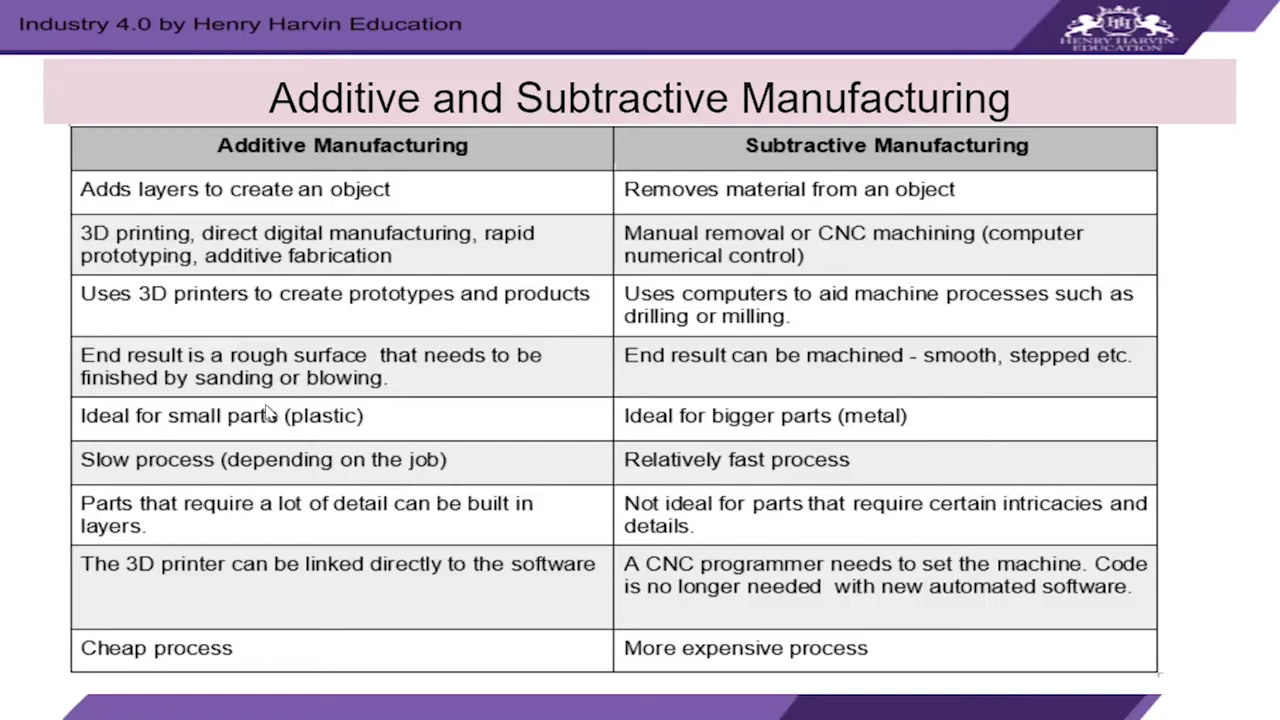 Industry 4.0 by Henry Harvin Education
HH
HENRY HARVIN
EDUCATION
Additive and Subtractive Manufacturing
Additive Manufacturing
Subtractive Manufacturing
Adds layers to create an object
Removes material from an object
3D printing, direct digital manufacturing, rapid
prototyping, additive fabrication
Manual removal or CNC machining (computer
numerical control)
Uses 3D printers to create prototypes and products
Uses computers to aid machine processes such as
drilling or milling.
End result is a rough surface that needs to be
finished by sanding or blowing.
End result can be machined - smooth, stepped etc.
Ideal for small parts (plastic)
Ideal for bigger parts (metal)
Slow process (depending on the job)
Relatively fast process
Parts that require a lot of detail can be built in
layers.
Not ideal for parts that require certain intricacies and
details.
The 3D printer can be linked directly to the software
A CNC programmer needs to set the machine. Code
is no longer needed with new automated software.
Cheap process
More expensive process